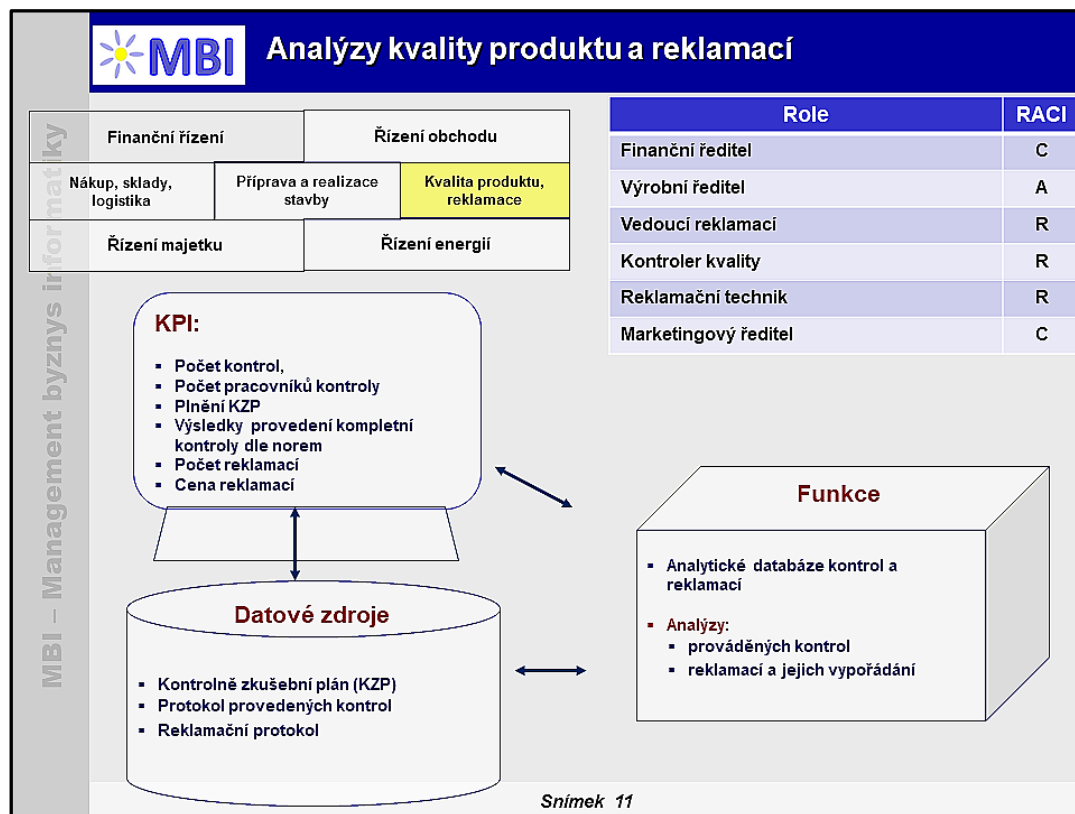 MBI
Analýzy kvality produktu a reklamací
MBI – Management byznys informatiky
Finanční řízení
Řízení obchodu
Nákup, sklady,
logistika
Příprava a realizace
stavby
Kvalita produktu,
reklamace
Řízení majetku
Řízení energií
Role RACI
Finanční ředitel C
Výrobní ředitel A
Vedoucí reklamací R
Kontroler kvality R
Reklamační technik R
Marketingový ředitel C
KPI:
▪ Počet kontrol,
▪ Počet pracovníků kontroly
▪ Plnění KZP
▪ Výsledky provedení kompletní
kontroly dle norem
▪ Počet reklamací
▪ Cena reklamací
Funkce
▪ Analytické databáze kontrol a
reklamací
▪ Analýzy:
▪ prováděných kontrol
▪ reklamací a jejich vypořádání
Datové zdroje
▪ Kontrolně zkušební plán (KZP)
▪ Protokol provedených kontrol
▪ Reklamační protokol
Snímek 11